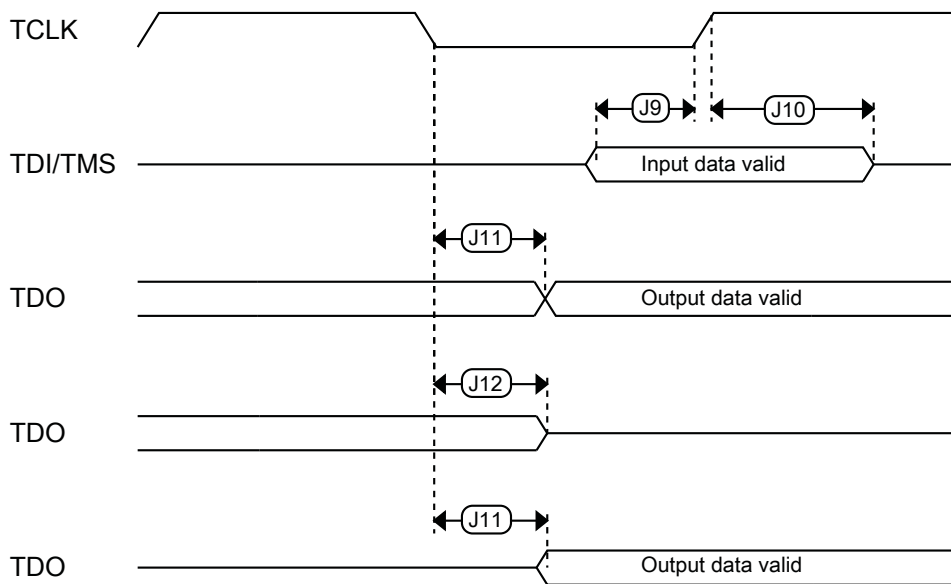 TCLK
J9
J10
TDI/TMS
Input data valid
J11
TDO
Output data valid
J12
TDO
J11
TDO
Output data valid